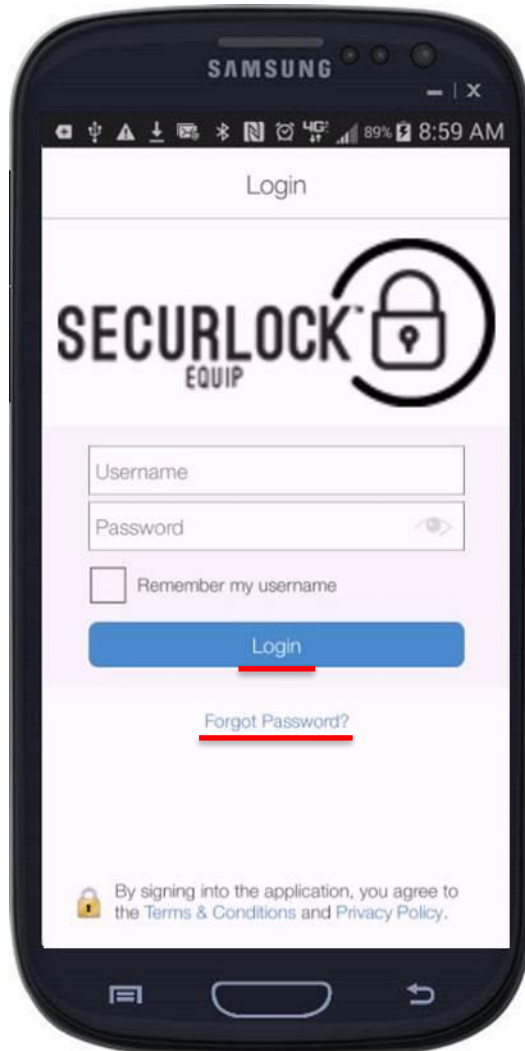 SAMSUNG
4G 89% 8:59 AM
Login
SECURLOCK™
EQUIP
Username
Password
Remember my username
Login
Forgot Password?
By signing into the application, you agree to
the Terms & Conditions and Privacy Policy.